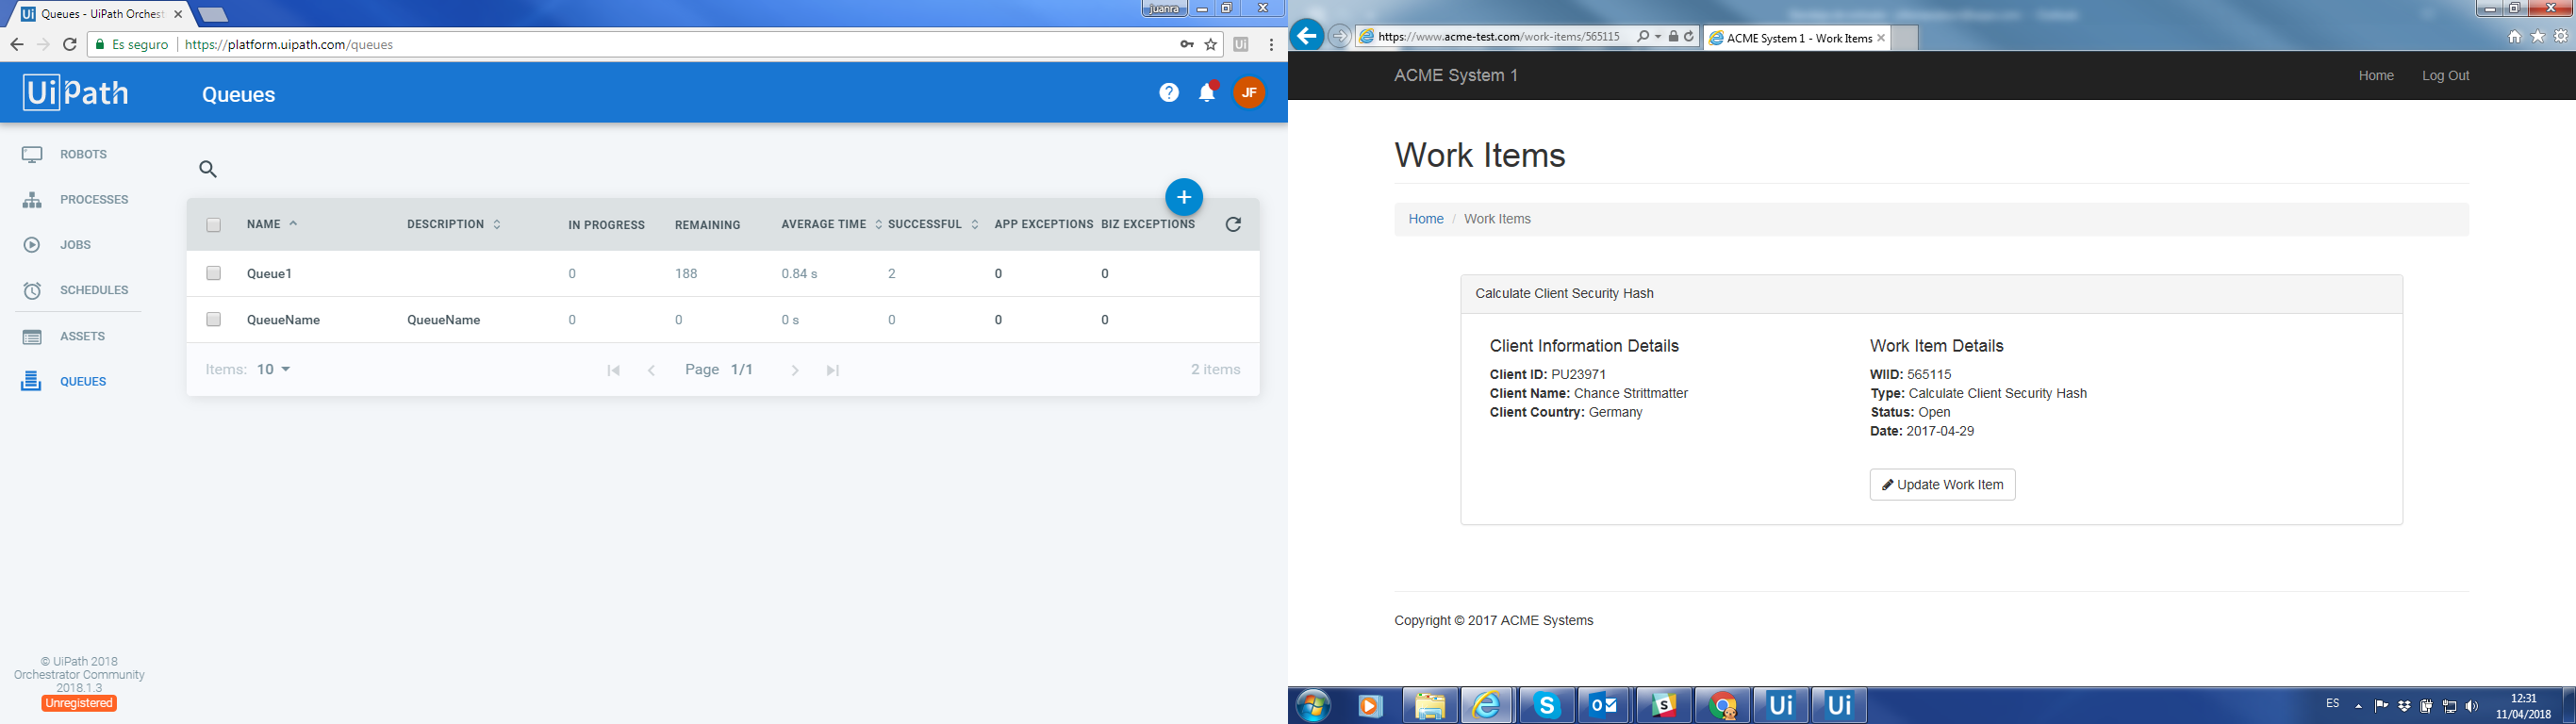 Queues - UiPath Orchest
juanra
Es seguro
https://platform.uipath.com/queues
UiPath
Queues
JF
ROBOTS
PROCESSES
JOBS
SCHEDULES
ASSETS
QUEUES
NAME DESCRIPTION IN PROGRESS REMAINING AVERAGE TIME SUCCESSFUL APP EXCEPTIONS BIZ EXCEPTIONS
Queue1 0 188 0.84 s 2 0 0
QueueName QueueName 0 0 0 s 0 0 0
Items: 10 Page 1/1 2 items
© UiPath 2018
Orchestrator Community
2018.1.3
Unregistered
https://www.acme-test.com/work-items/565115
ACME System 1 - Work Items
ACME System 1 Home Log Out
Work Items
Home / Work Items
Calculate Client Security Hash
Client Information Details
Client ID: PU23971
Client Name: Chance Strittmatter
Client Country: Germany
Work Item Details
WIID: 565115
Type: Calculate Client Security Hash
Status: Open
Date: 2017-04-29
Update Work Item
Copyright © 2017 ACME Systems
ES
12:31
11/04/2018